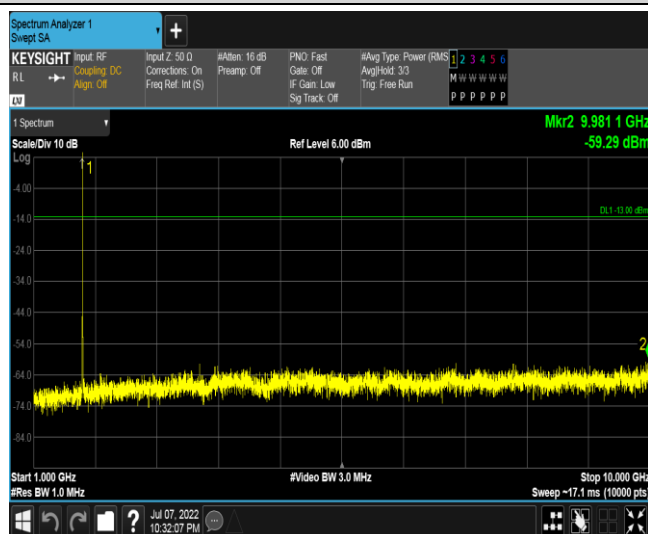 Spectrum Analyzer 1
Swept SA
+
KEYSIGHT
RL
LXI
Input: RF
Coupling: DC
Align: Off
Input Z: 50 Ω
Corrections: On
Freq Ref: Int (S)
#Atten: 16 dB
Preamp: Off
PNO: Fast
Gate: Off
IF Gain: Low
Sig Track: Off
#Avg Type: Power (RMS
Avg|Hold: 3/3
Trig: Free Run
1 2 3 4 5 6
M W W W W W
P P P P P P
1 Spectrum
Mkr2 9.981 1 GHz
-59.29 dBm
Scale/Div 10 dB
Ref Level 6.00 dBm
Log
1
-4.00
DL1 -13.00 dBm
-14.0
-24.0
-34.0
-44.0
-54.0
2
-64.0
-74.0
-84.0
Start 1.000 GHz
#Video BW 3.0 MHz
Stop 10.000 GHz
#Res BW 1.0 MHz
Sweep ~17.1 ms (10000 pts)
?
Jul 07, 2022
10:32:07 PM